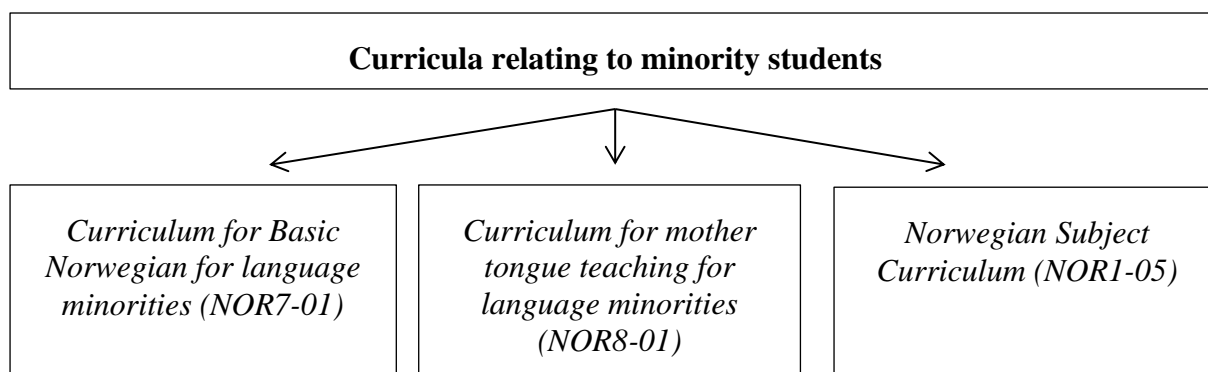 Curricula relating to minority students
Curriculum for Basic
Norwegian for language
minorities (NOR7-01)
Curriculum for mother
tongue teaching for
language minorities
(NOR8-01)
Norwegian Subject
Curriculum (NOR1-05)